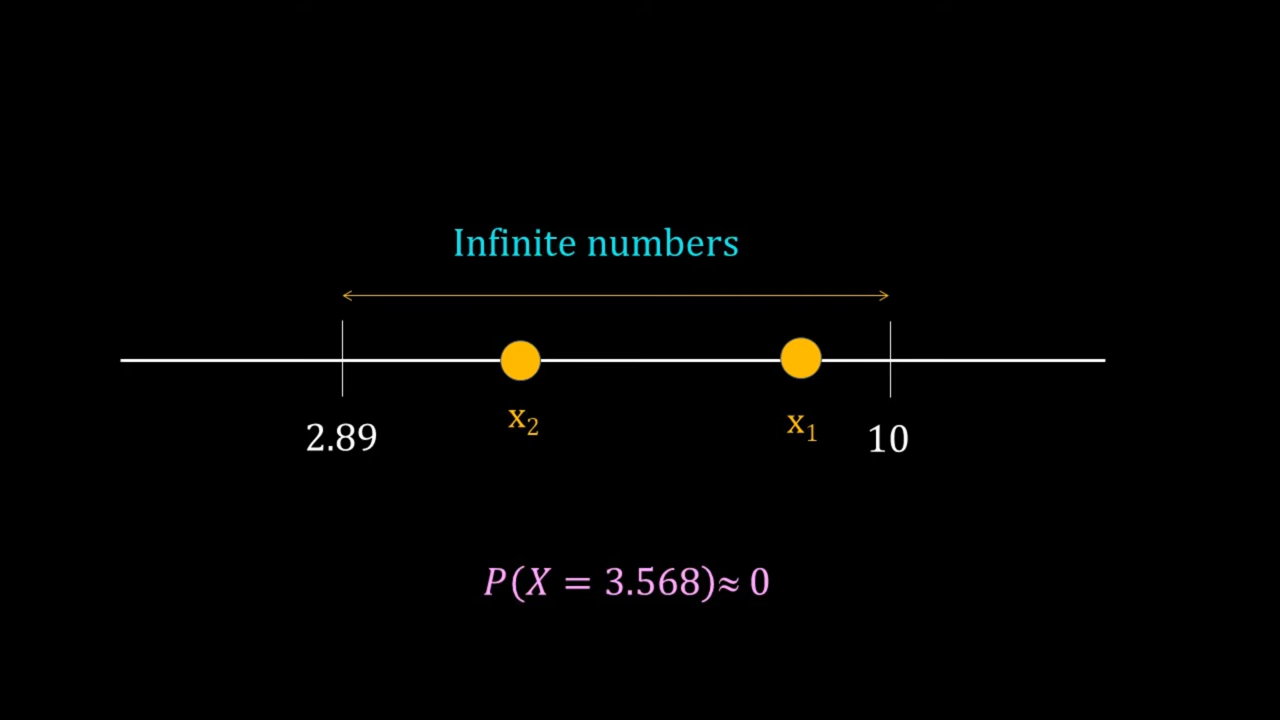 Infinite numbers
x₂ x₁
2.89 10
P(X = 3.568)≈ 0